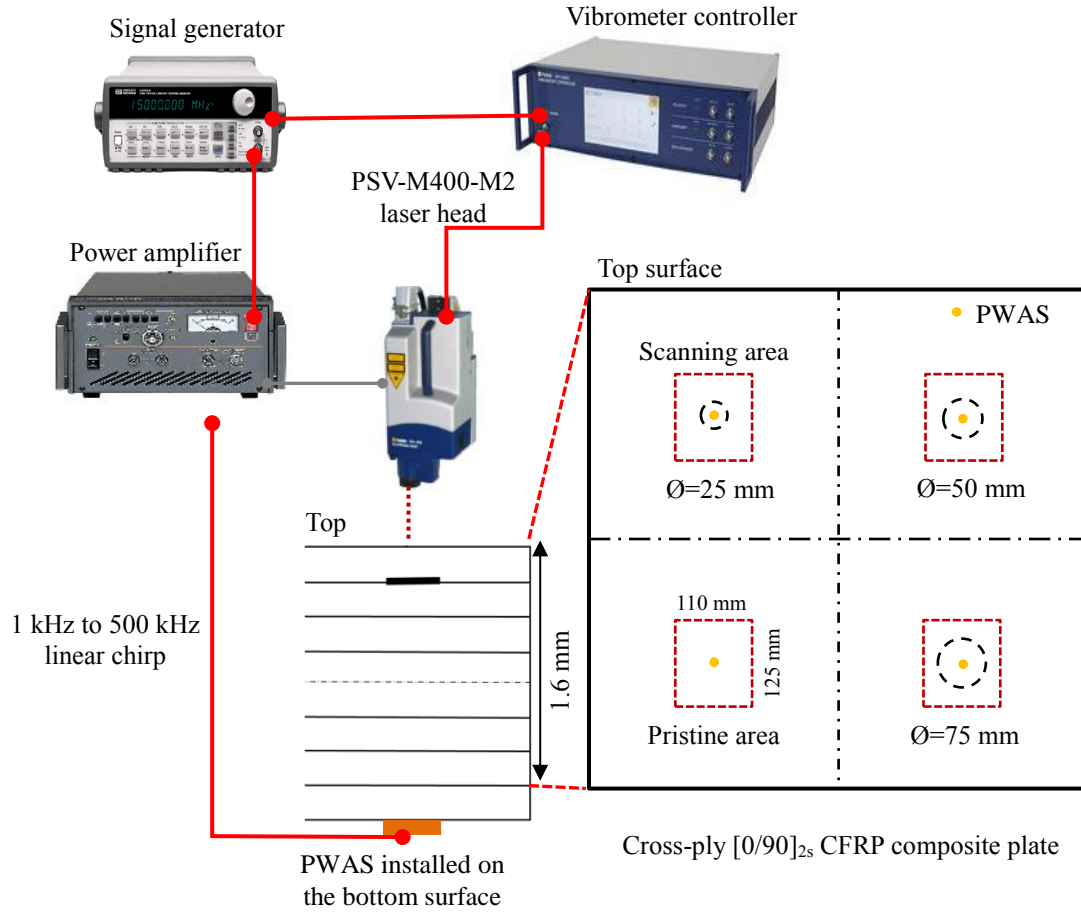 Signal generator
Vibrometer controller
15.000000 MHz
PSV-M400-M2
laser head
Power amplifier
Top surface
PWAS
Scanning area
Ø=25 mm
Ø=50 mm
Top
1 kHz to 500 kHz
linear chirp
1.6 mm
110 mm
125 mm
Pristine area
Ø=75 mm
PWAS installed on
the bottom surface
Cross-ply [0/90]2s CFRP composite plate